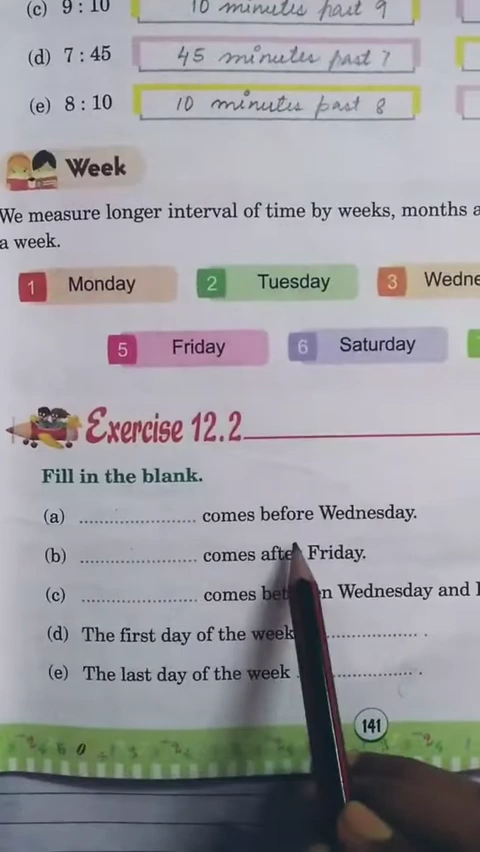 (c) 9 : 10 10 minutes past 9
(d) 7 : 45 45 minutes past 7
(e) 8 : 10 10 minutes past 8
Week
We measure longer interval of time by weeks, months
a week.
1 Monday 2 Tuesday 3 Wedne
5 Friday 6 Saturday
Exercise 12.2
Fill in the blank.
(a) .............................. comes before Wednesday.
(b) .............................. comes after Friday.
(c) .............................. comes between Wednesday and
(d) The first day of the week ........................ .
(e) The last day of the week ........................ .
141